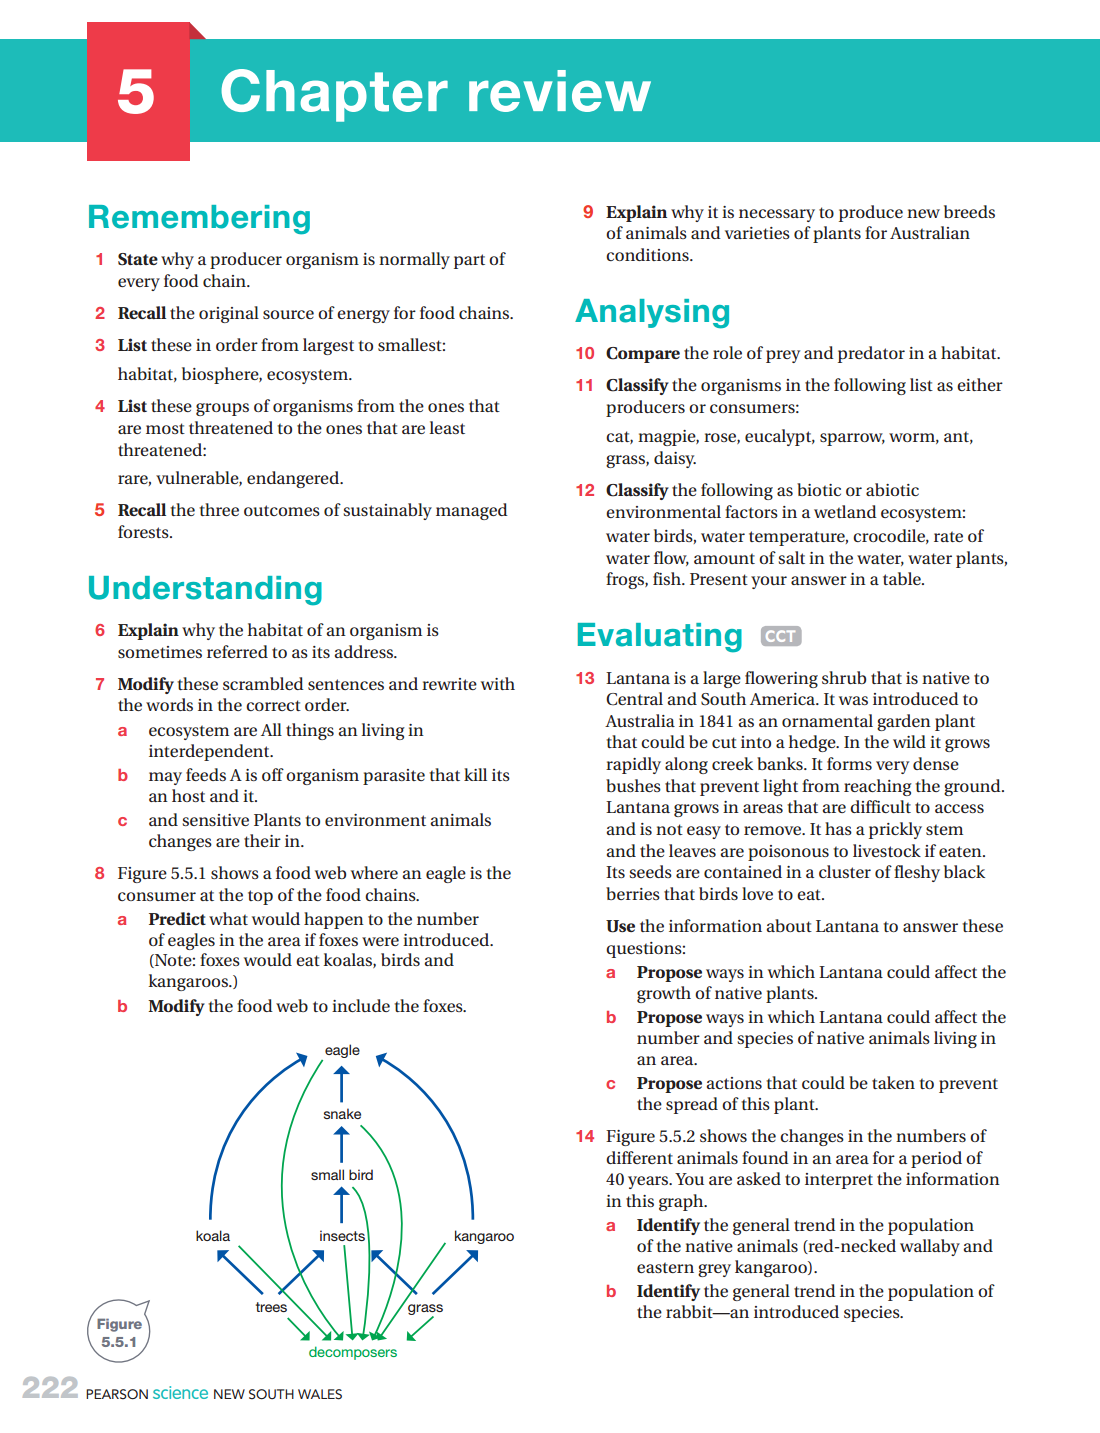 5
Chapter review
Remembering
1 State why a producer organism is normally part of
every food chain.
2 Recall the original source of energy for food chains.
3 List these in order from largest to smallest:
habitat, biosphere, ecosystem.
4 List these groups of organisms from the ones that
are most threatened to the ones that are least
threatened:
rare, vulnerable, endangered.
5 Recall the three outcomes of sustainably managed
forests.
Understanding
6 Explain why the habitat of an organism is
sometimes referred to as its address.
7 Modify these scrambled sentences and rewrite with
the words in the correct order.
a ecosystem are All things an living in
interdependent.
b may feeds A is off organism parasite that kill its
an host and it.
c and sensitive Plants to environment animals
changes are their in.
8 Figure 5.5.1 shows a food web where an eagle is the
consumer at the top of the food chains.
a Predict what would happen to the number
of eagles in the area if foxes were introduced.
(Note: foxes would eat koalas, birds and
kangaroos.)
b Modify the food web to include the foxes.
eagle
snake
small bird
koala
insects
kangaroo
trees
grass
decomposers
Figure
5.5.1
9 Explain why it is necessary to produce new breeds
of animals and varieties of plants for Australian
conditions.
Analysing
10 Compare the role of prey and predator in a habitat.
11 Classify the organisms in the following list as either
producers or consumers:
cat, magpie, rose, eucalypt, sparrow, worm, ant,
grass, daisy.
12 Classify the following as biotic or abiotic
environmental factors in a wetland ecosystem:
water birds, water temperature, crocodile, rate of
water flow, amount of salt in the water, water plants,
frogs, fish. Present your answer in a table.
Evaluating CCT
13 Lantana is a large flowering shrub that is native to
Central and South America. It was introduced to
Australia in 1841 as an ornamental garden plant
that could be cut into a hedge. In the wild it grows
rapidly along creek banks. It forms very dense
bushes that prevent light from reaching the ground.
Lantana grows in areas that are difficult to access
and is not easy to remove. It has a prickly stem
and the leaves are poisonous to livestock if eaten.
Its seeds are contained in a cluster of fleshy black
berries that birds love to eat.
Use the information about Lantana to answer these
questions:
a Propose ways in which Lantana could affect the
growth of native plants.
b Propose ways in which Lantana could affect the
number and species of native animals living in
an area.
c Propose actions that could be taken to prevent
the spread of this plant.
14 Figure 5.5.2 shows the changes in the numbers of
different animals found in an area for a period of
40 years. You are asked to interpret the information
in this graph.
a Identify the general trend in the population
of the native animals (red-necked wallaby and
eastern grey kangaroo).
b Identify the general trend in the population of
the rabbit—an introduced species.
222 PEARSON science NEW SOUTH WALES